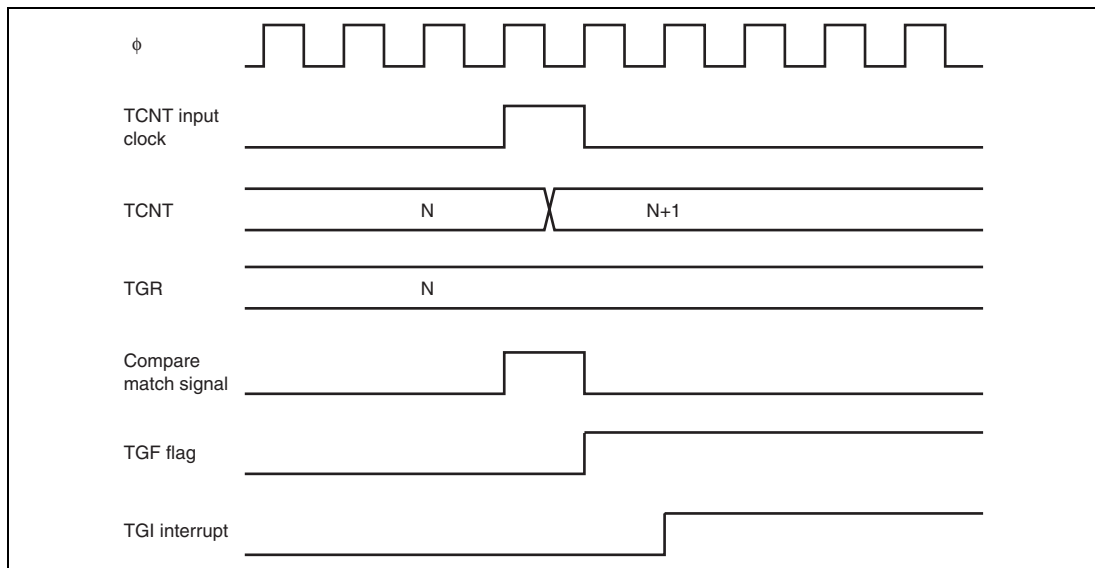 ϕ
TCNT input
clock
TCNT
N
N+1
TGR
N
Compare
match signal
TGF flag
TGI interrupt